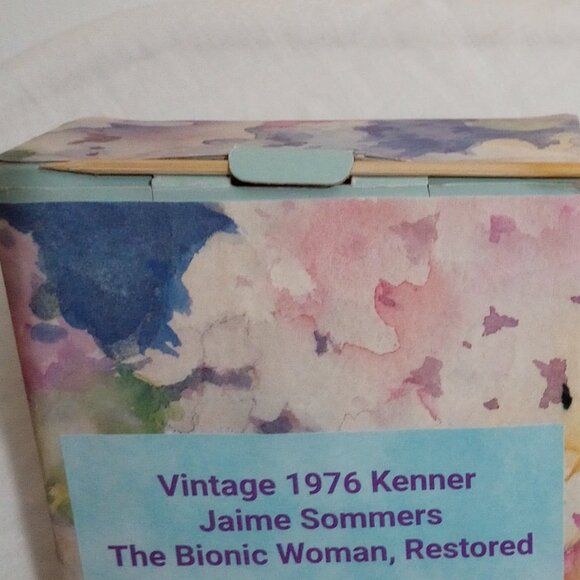 Vintage 1976 Kenner
Jaime Sommers
The Bionic Woman, Restored